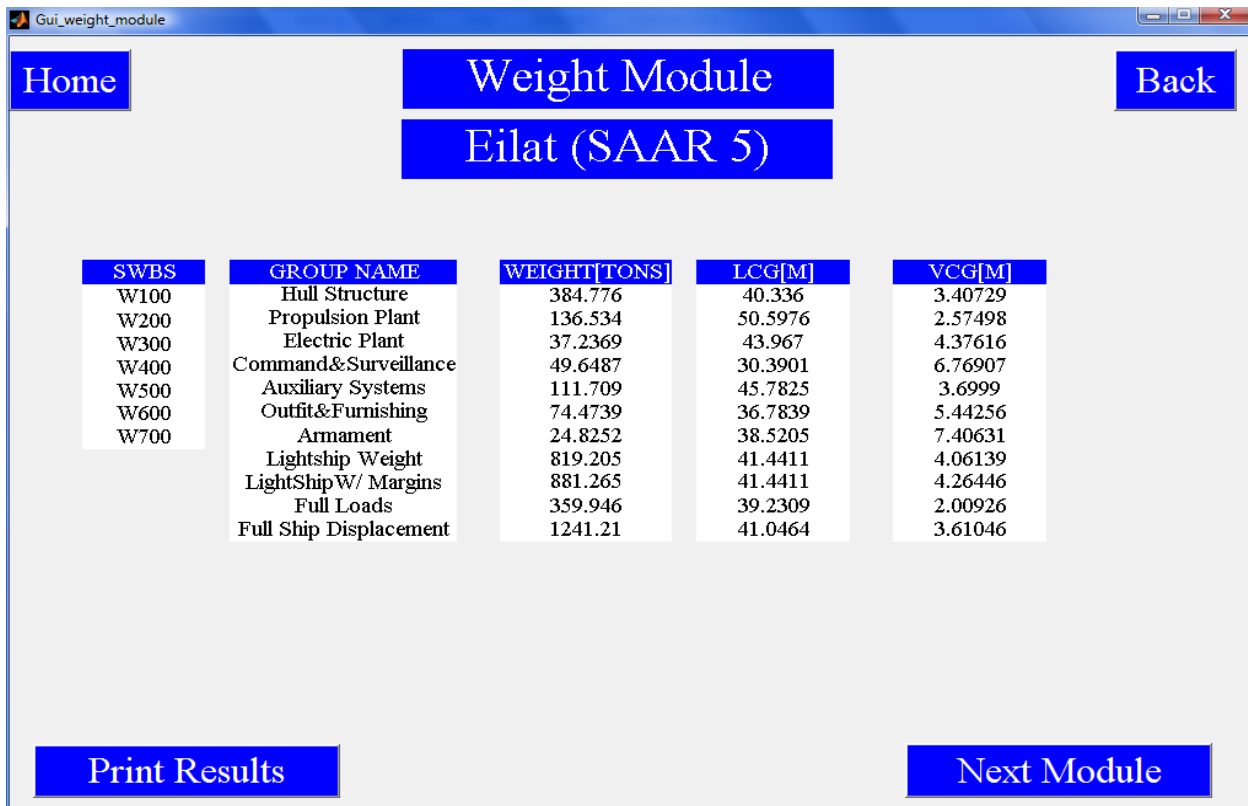 Gui_weight_module
Home Weight Module Back
Eilat (SAAR 5)
SWBS GROUP NAME WEIGHT[TONS] LCG[M] VCG[M]
W100 Hull Structure 384.776 40.336 3.40729
W200 Propulsion Plant 136.534 50.5976 2.57498
W300 Electric Plant 37.2369 43.967 4.37616
W400 Command&Surveillance 49.6487 30.3901 6.76907
W500 Auxiliary Systems 111.709 45.7825 3.6999
W600 Outfit&Furnishing 74.4739 36.7839 5.44256
W700 Armament 24.8252 38.5205 7.40631
Lightship Weight 819.205 41.4411 4.06139
LightShipW/ Margins 881.265 41.4411 4.26446
Full Loads 359.946 39.2309 2.00926
Full Ship Displacement 1241.21 41.0464 3.61046
Print Results Next Module